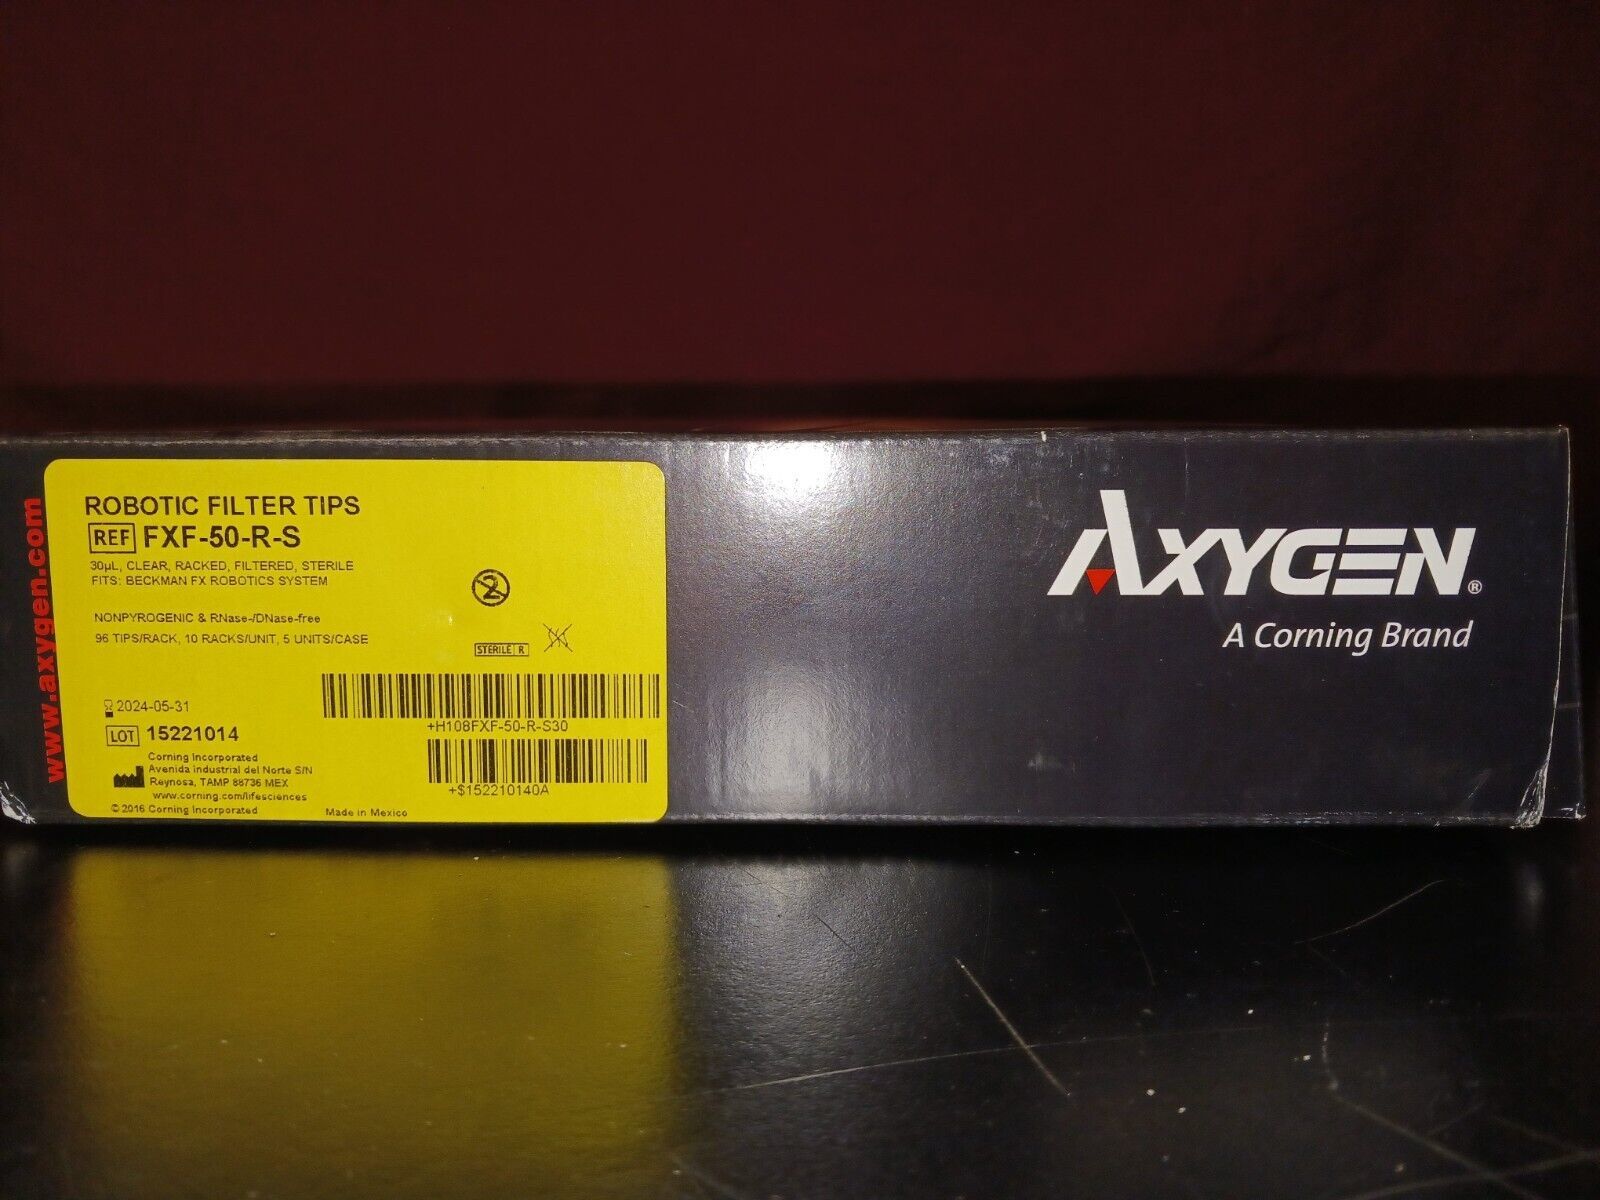 www.axygen.com
ROBOTIC FILTER TIPS
REF FXF-50-R-S
30µL, CLEAR, RACKED, FILTERED, STERILE
FITS: BECKMAN FX ROBOTICS SYSTEM
2
NONPYROGENIC & RNase-/DNase-free
96 TIPS/RACK, 10 RACKS/UNIT, 5 UNITS/CASE
STERILE R
2024-05-31
+H108FXF-50-R-S30
LOT 15221014
Corning Incorporated
Avenida Industrial del Norte S/N
Reynosa, TAMP 88736 MEX
www.corning.com/lifesciences
+$152210140A
© 2016 Corning Incorporated
Made in Mexico
AXYGEN®
A Corning Brand